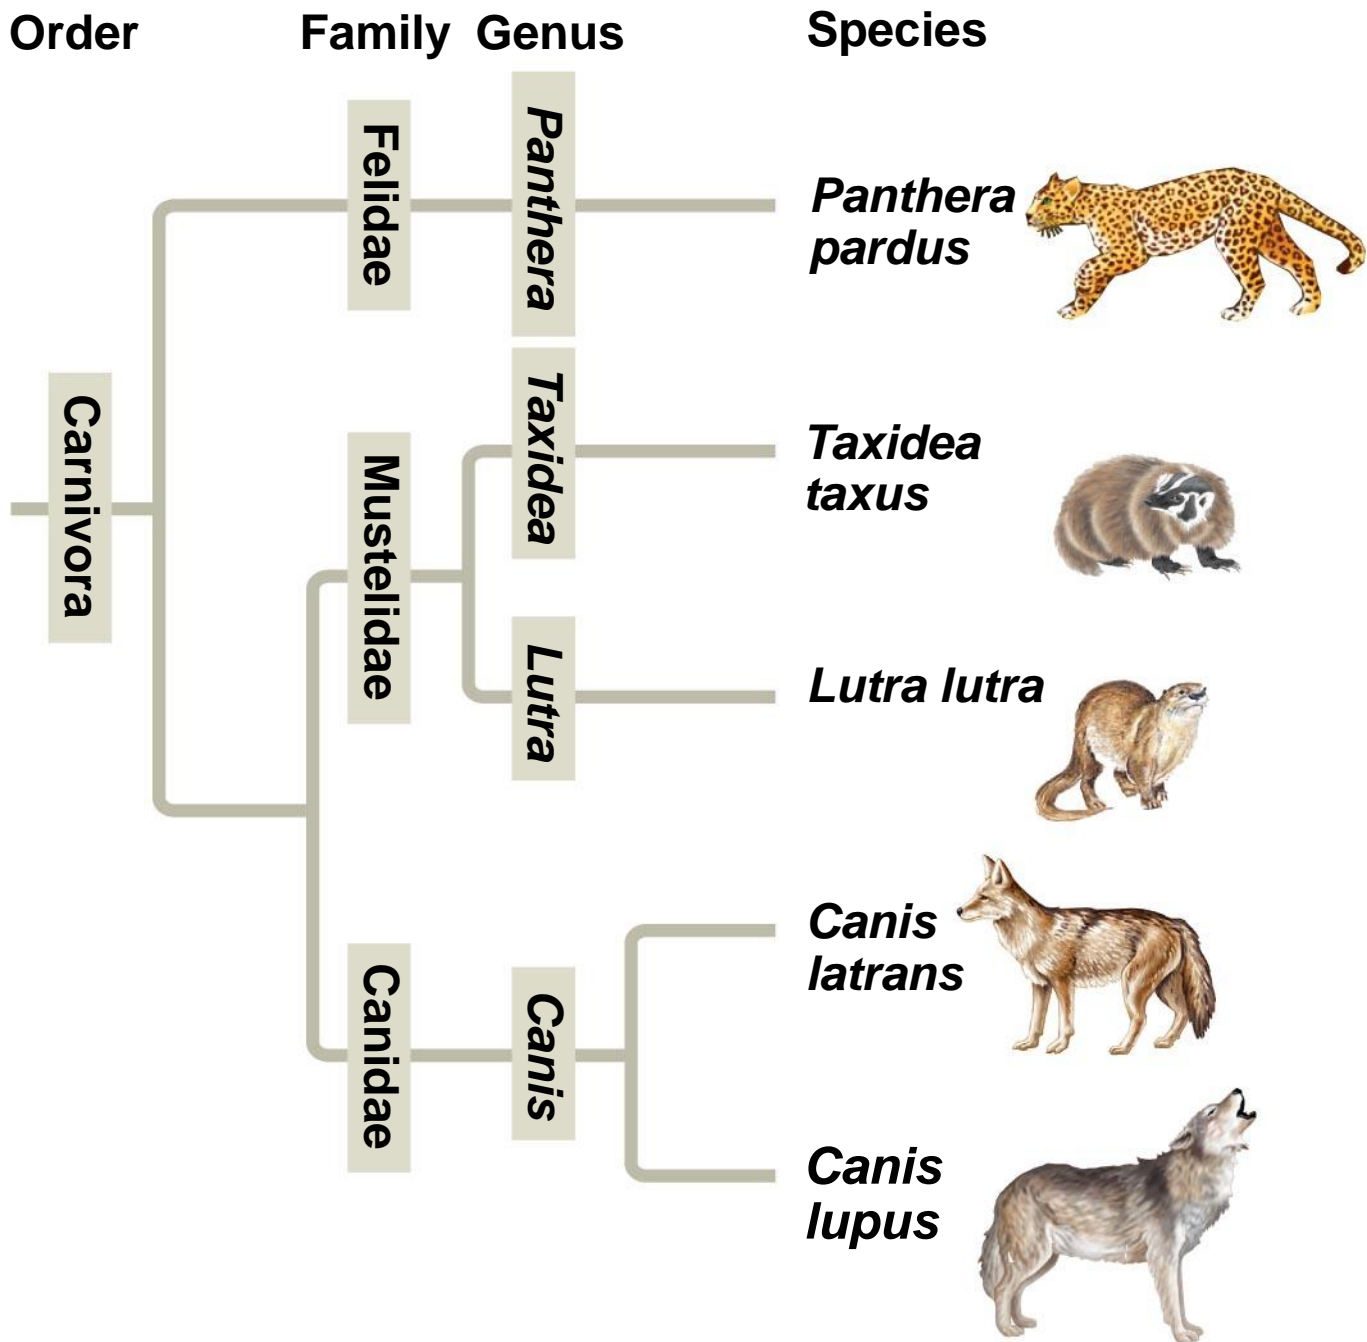 Order Family Genus Species
Felidae
Panthera
Panthera
pardus
Carnivora
Mustelidae
Taxidea
Taxidea
taxus
Lutra
Lutra lutra
Canidae
Canis
Canis
latrans
Canis
lupus